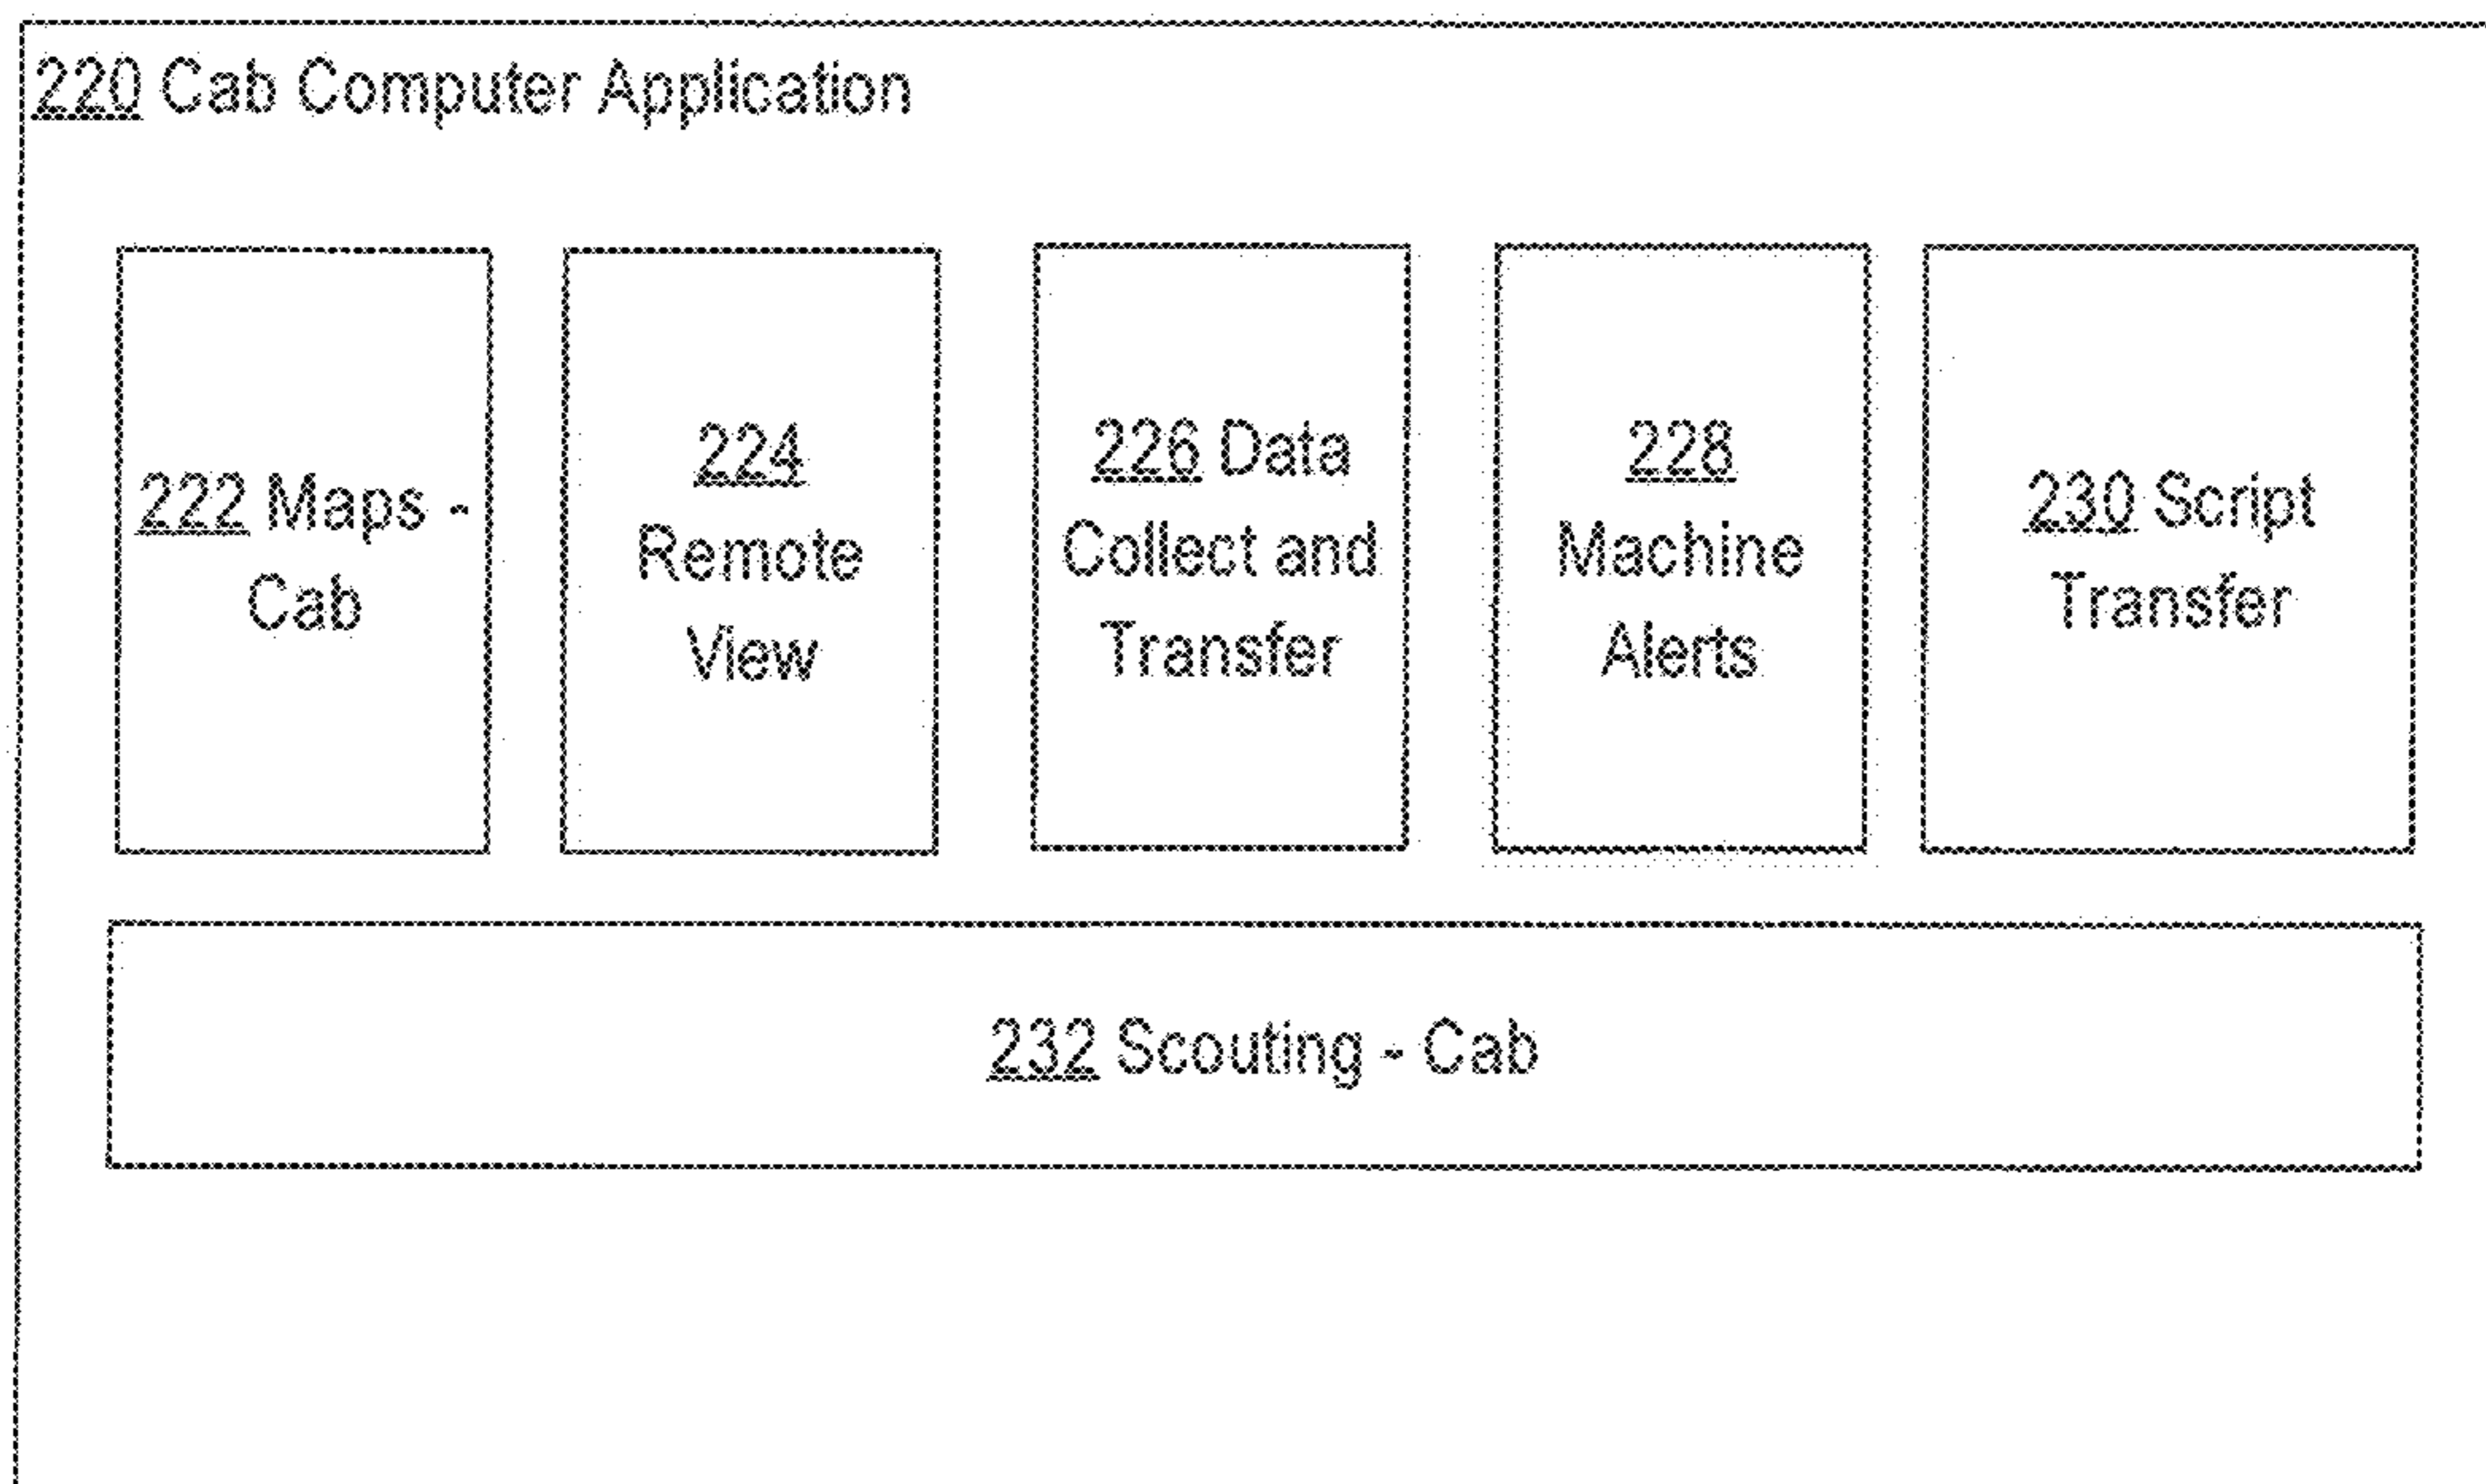 220 Cab Computer Application
222 Maps -
Cab
224
Remote
View
226 Data
Collect and
Transfer
228
Machine
Alerts
230 Script
Transfer
232 Scouting - Cab